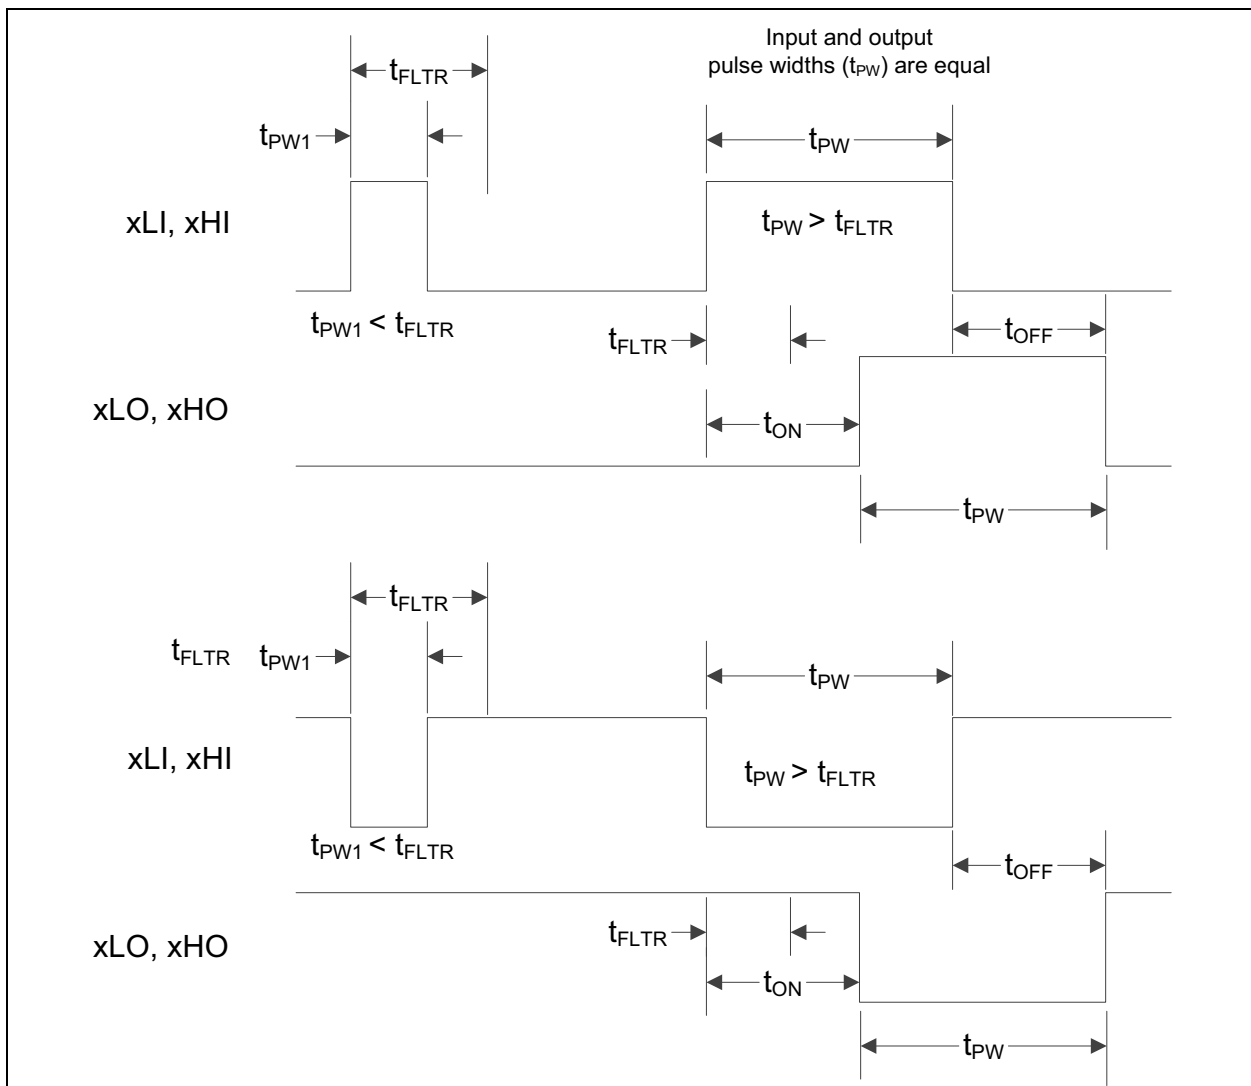 Input and output
pulse widths (tPW) are equal
tFLTR
tPW1
tPW
xLI, xHI
tPW > tFLTR
tPW1 < tFLTR
tFLTR
tOFF
xLO, xHO
tON
tPW
tFLTR
tFLTR
tPW1
tPW
xLI, xHI
tPW > tFLTR
tPW1 < tFLTR
tOFF
xLO, xHO
tFLTR
tON
tPW